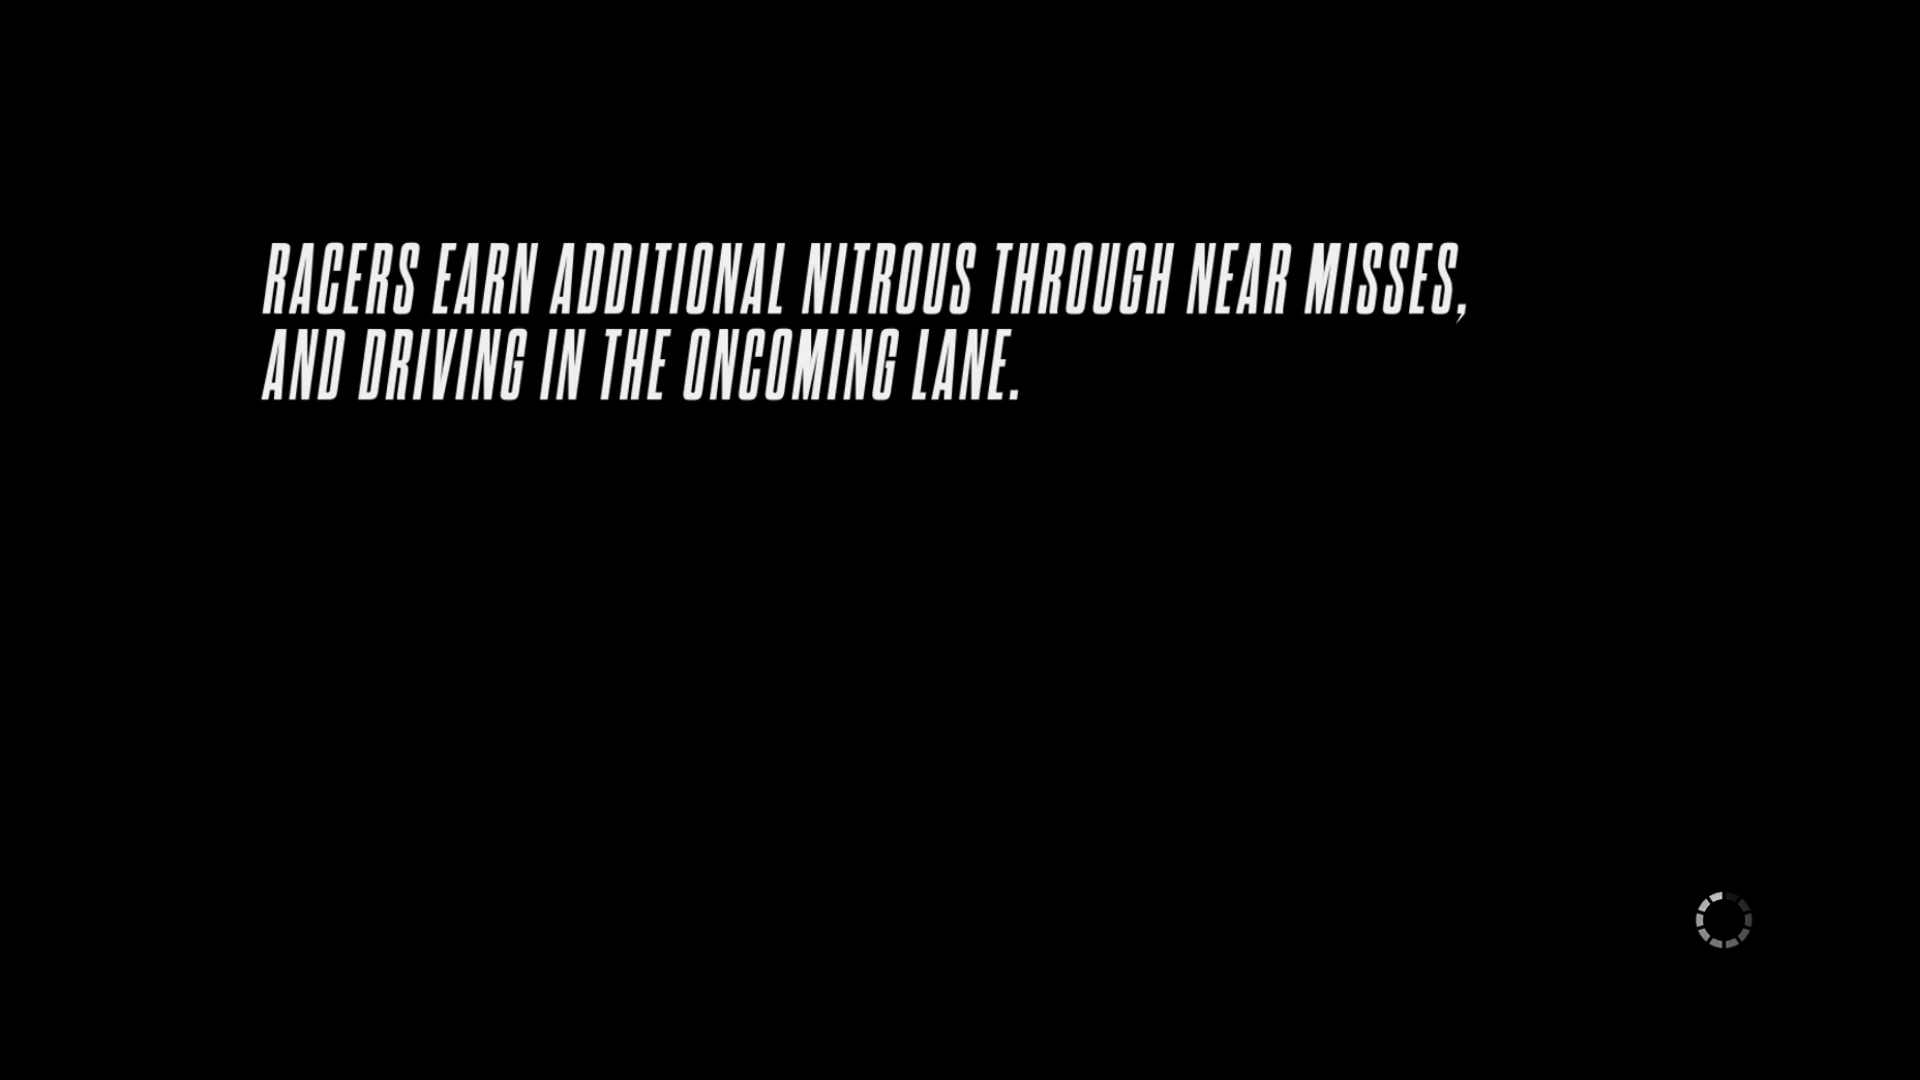 RACERS EARN ADDITIONAL NITROUS THROUGH NEAR MISSES,
AND DRIVING IN THE ONCOMING LANE.